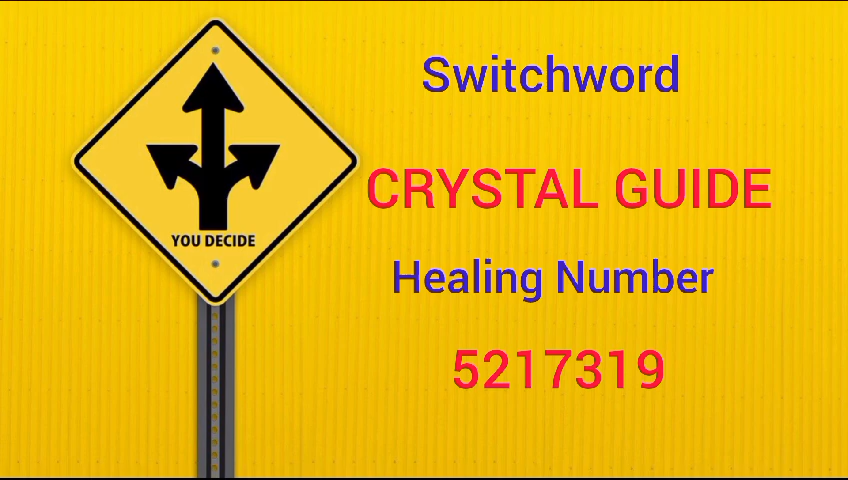 Switchword
CRYSTAL GUIDE
Healing Number
5217319
YOU DECIDE